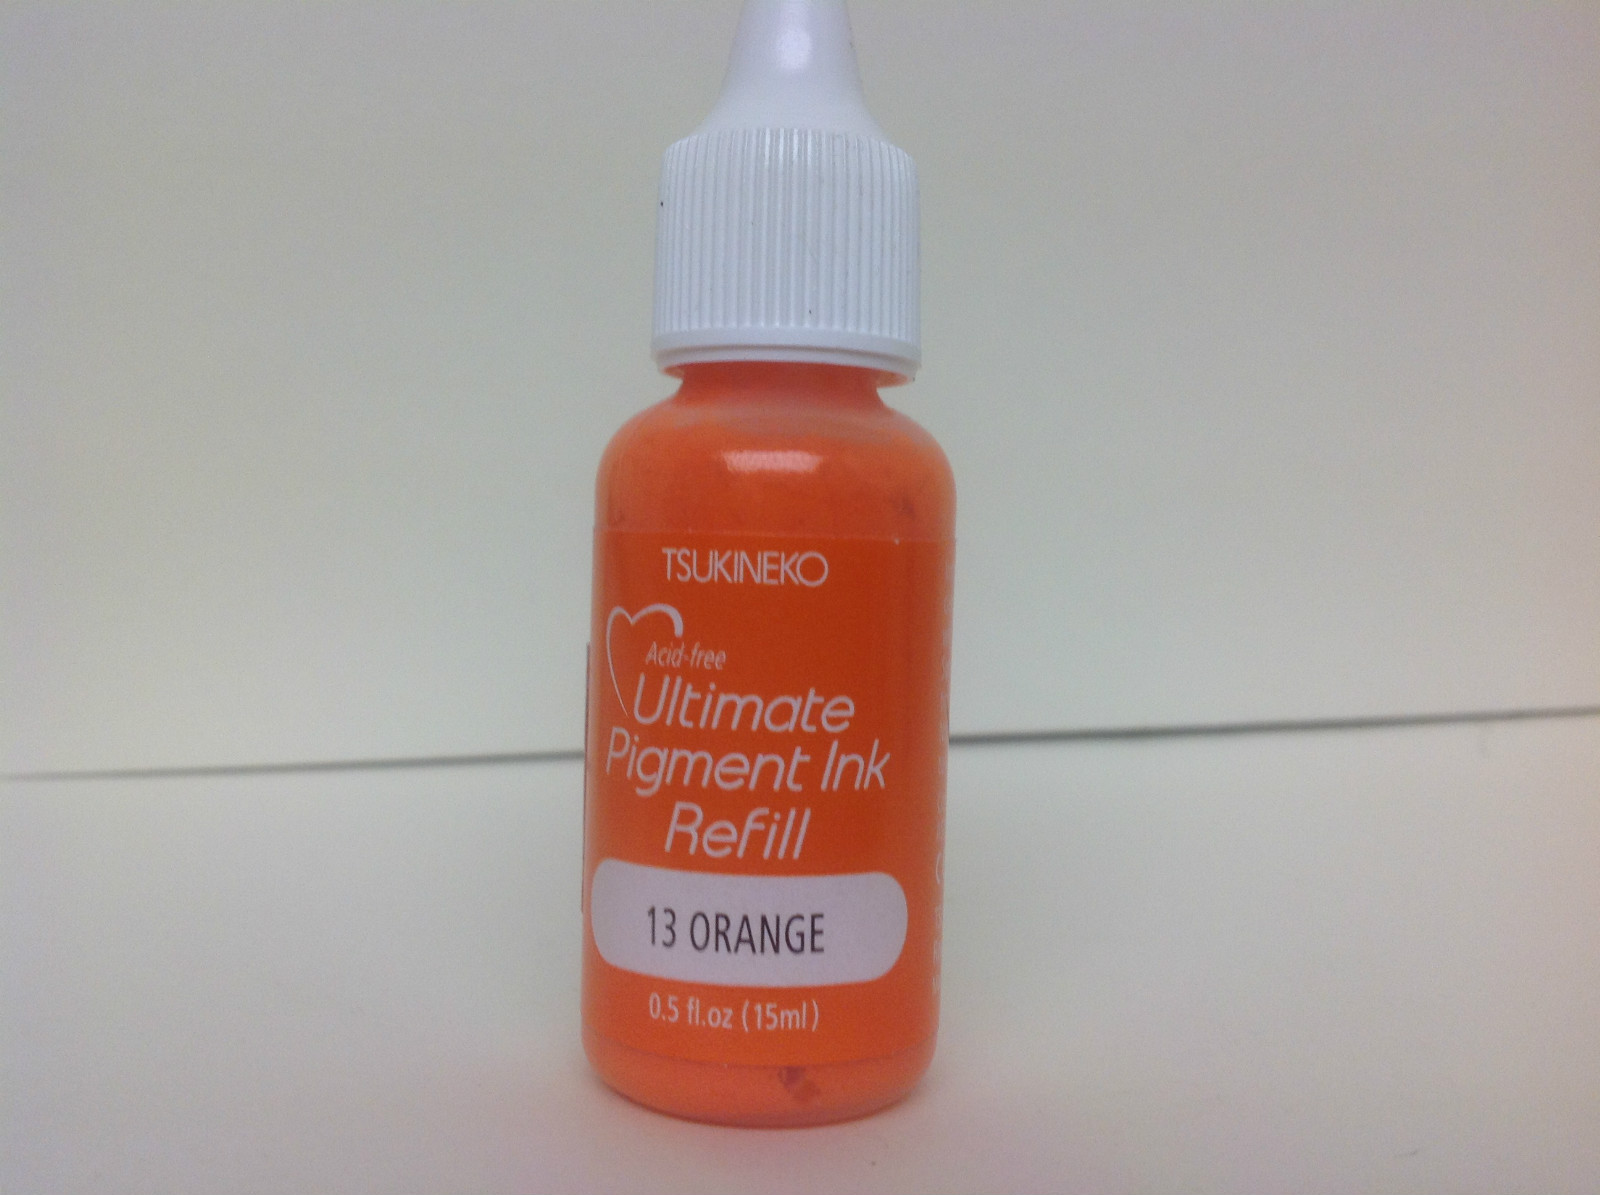 TSUKINEKO
Acid-free
Ultimate
Pigment Ink
Refill
13 ORANGE
0.5 fl.oz (15ml)